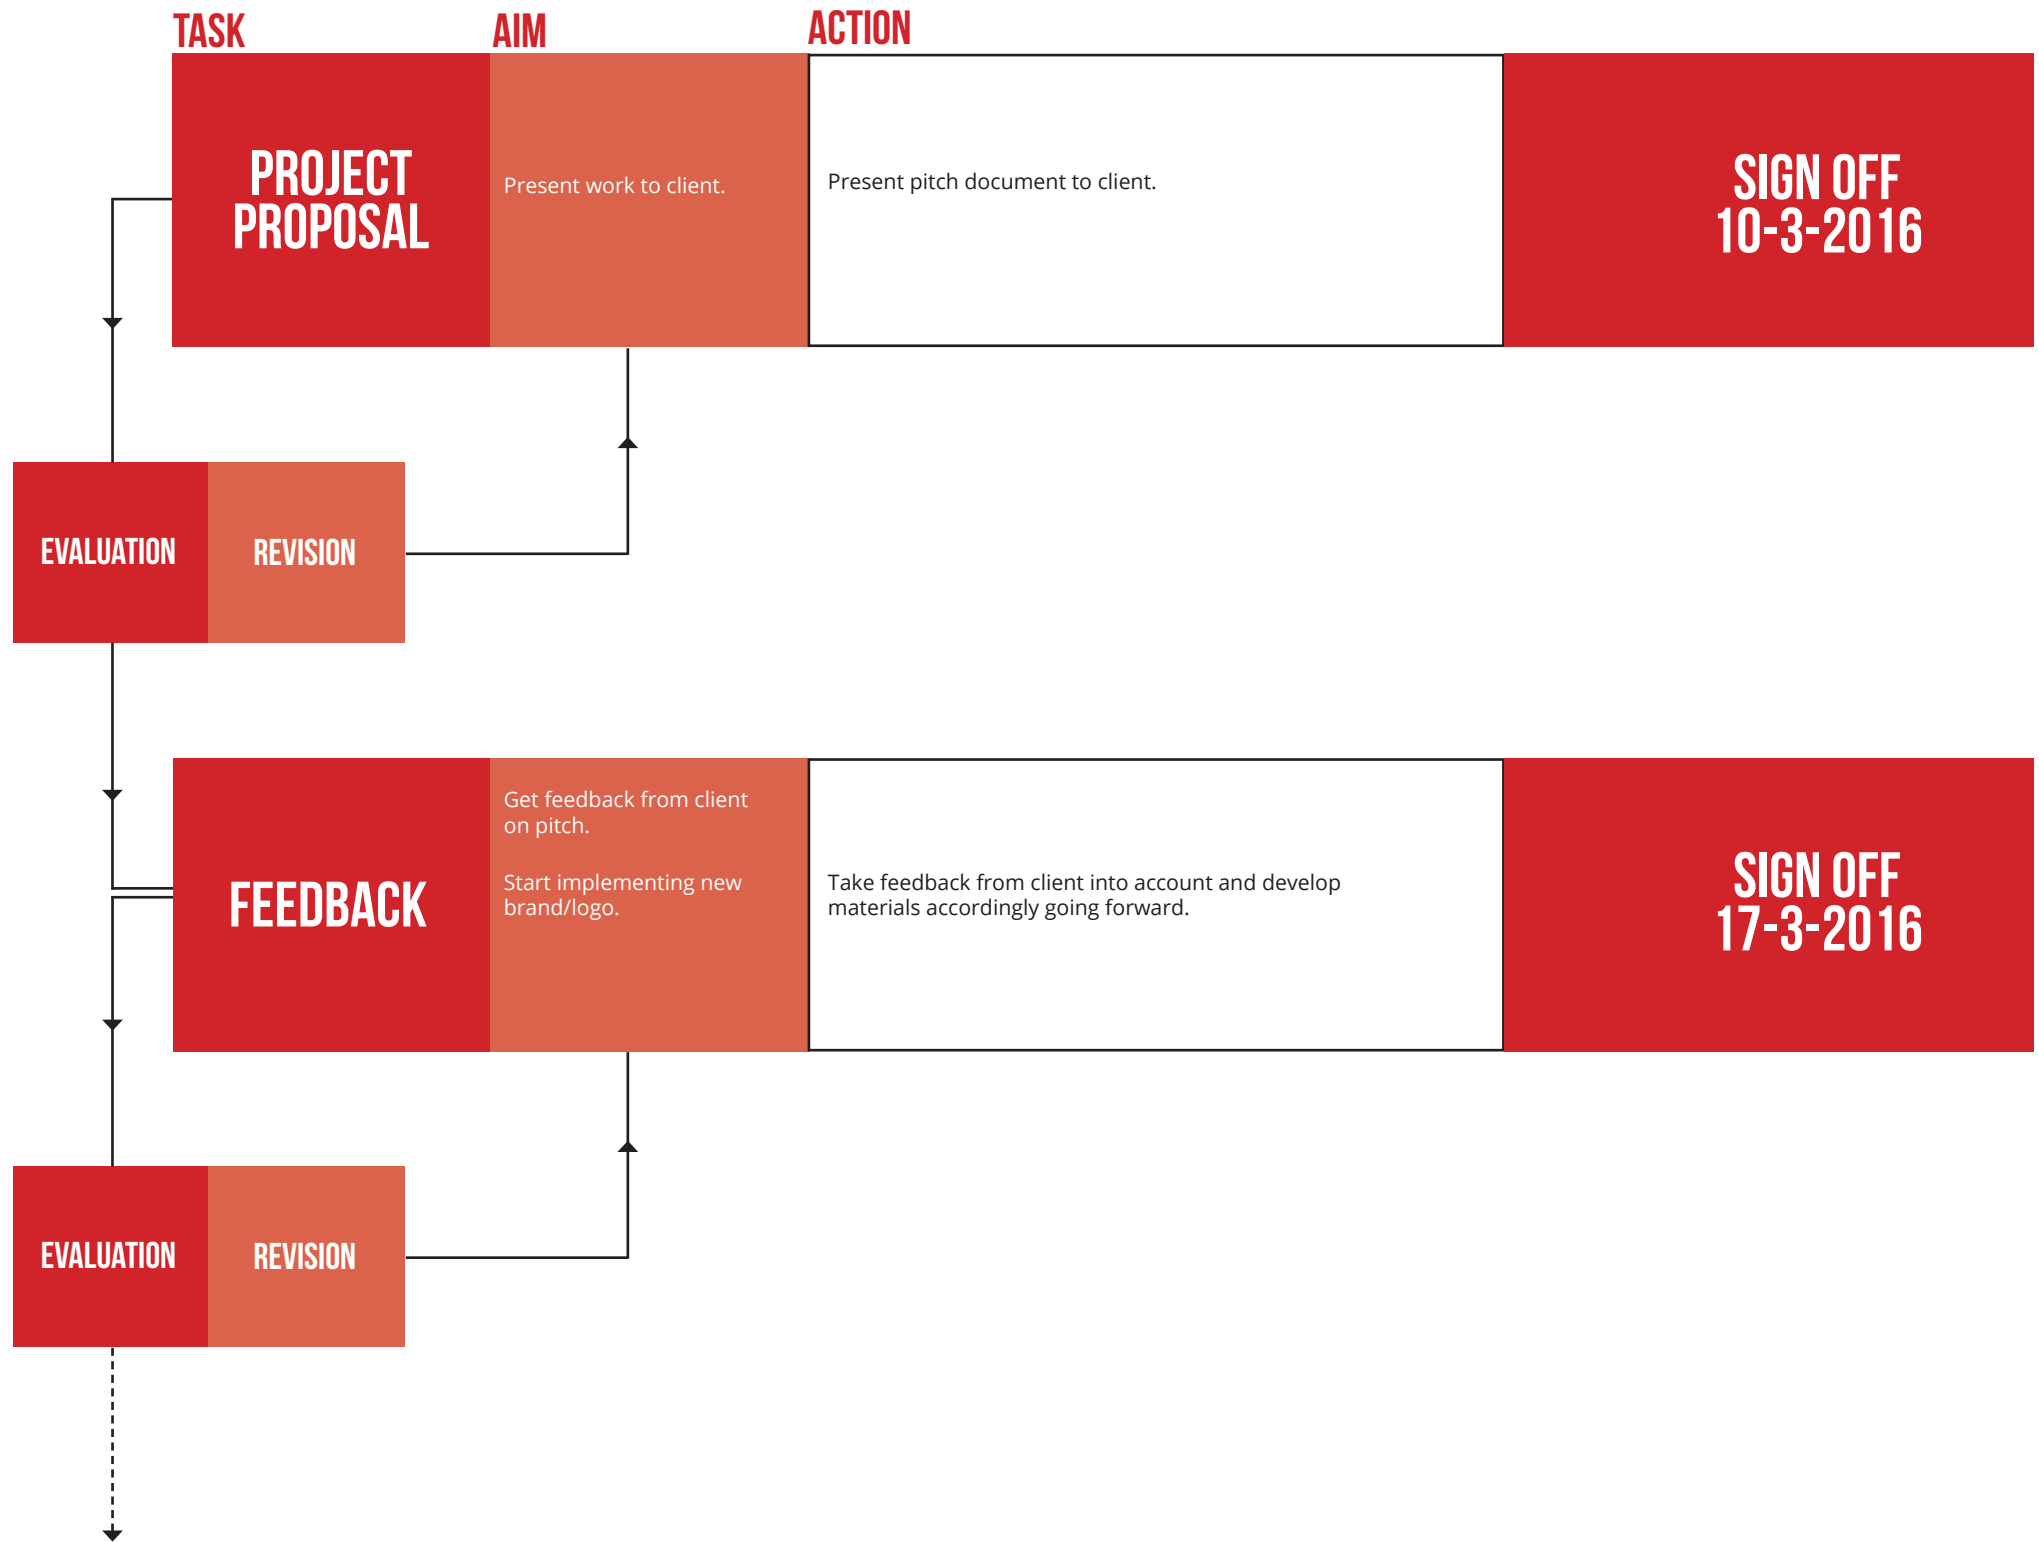 TASK
AIM
ACTION
PROJECT
PROPOSAL
Present work to client.
Present pitch document to client.
SIGN OFF
10-3-2016
EVALUATION
REVISION
FEEDBACK
Get feedback from client
on pitch.
Start implementing new
brand/logo.
Take feedback from client into account and develop
materials accordingly going forward.
SIGN OFF
17-3-2016
EVALUATION
REVISION